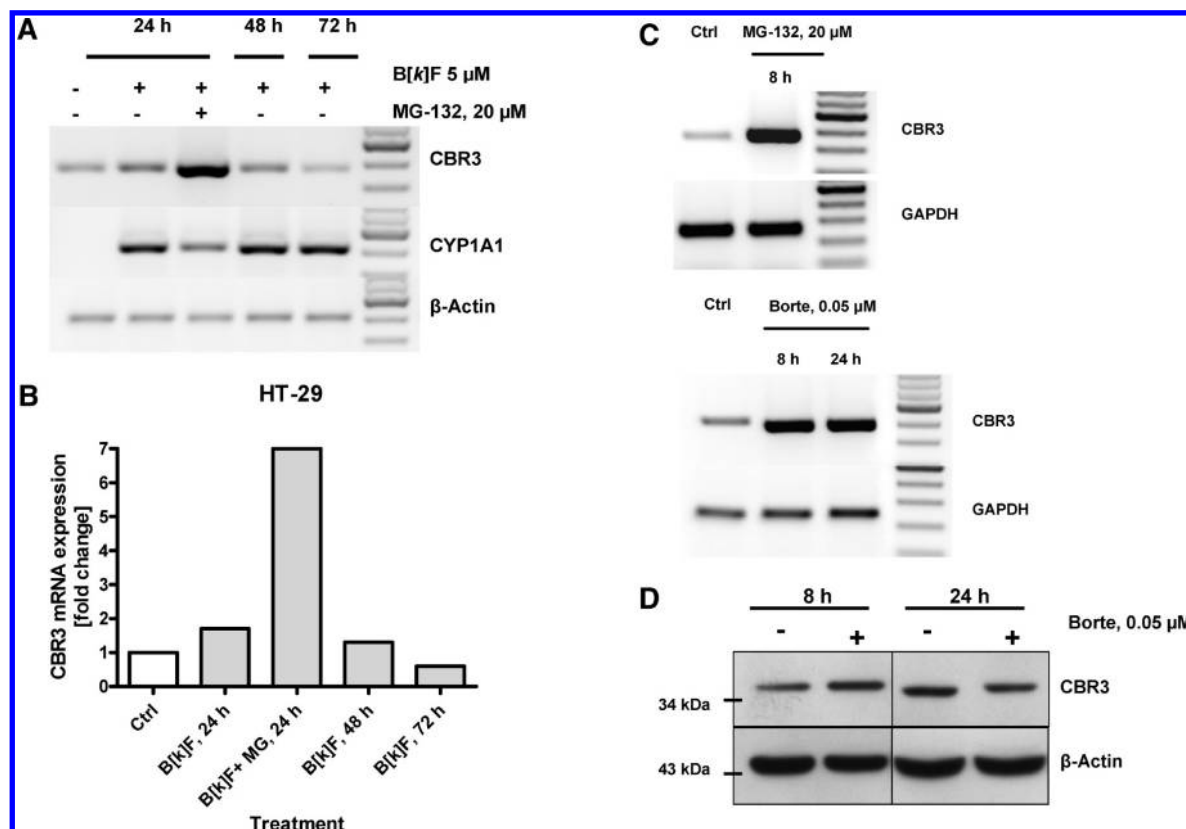 A
24 h 48 h 72 h
- + + + + B[k]F 5 µM
- - + - - MG-132, 20 µM
CBR3
CYP1A1
β-Actin
B
HT-29
CBR3 mRNA expression
[fold change]
7
6
5
4
3
2
1
0
Ctrl
B[k]F, 24 h
B[k]F+ MG, 24 h
B[k]F, 48 h
B[k]F, 72 h
Treatment
C
Ctrl MG-132, 20 µM
8 h
CBR3
GAPDH
Ctrl Borte, 0.05 µM
8 h 24 h
CBR3
GAPDH
D
8 h 24 h
- + - + Borte, 0.05 µM
CBR3
34 kDa
β-Actin
43 kDa